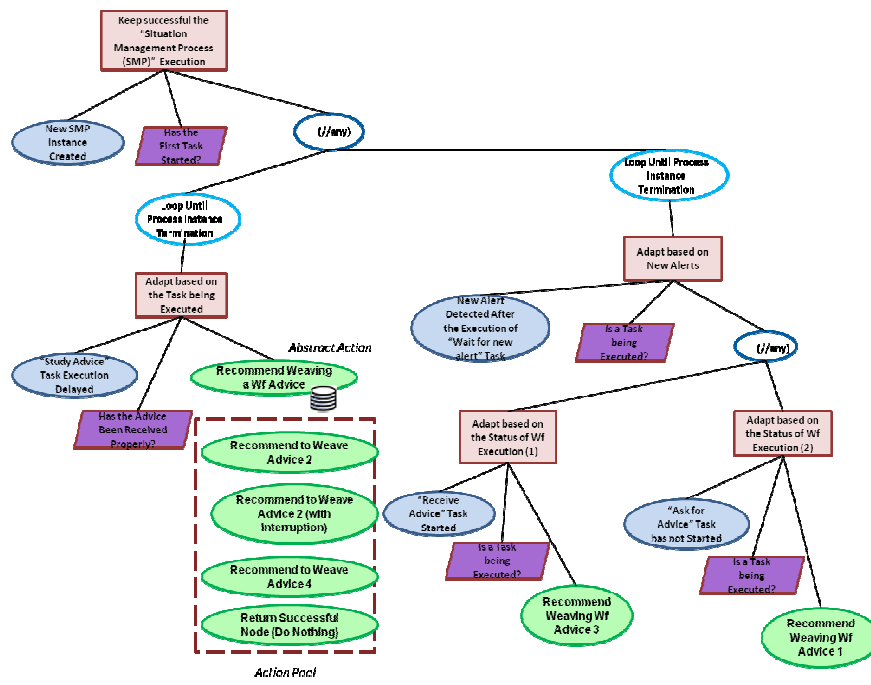 Keep successful the
"Situation
Management Process
(SMP)" Execution
New SMP
Instance
Created
Has the
First Task
Started?
(//any)
Loop Until Process
Instance
Termination
Loop Until
Process Instance
Termination
Adapt based on
New Alerts
Adapt based on
the Task being
Executed
New Alert
Detected After
the Execution of
"Wait for new
alert" Task
Is a Task
being
Executed?
(//any)
Abstract Action
"Study Advice"
Task Execution
Delayed
Recommend Weaving
a Wf Advice
Has the Advice
Been Received
Properly?
Adapt based on
the Status of Wf
Execution (1)
Adapt based on
the Status of Wf
Execution (2)
Recommend to Weave
Advice 2
Recommend to Weave
Advice 2 (with
Interruption)
"Receive
Advice" Task
Started
"Ask for
Advice" Task
has not Started
Is a Task
being
Executed?
Is a Task
being
Executed?
Recommend to Weave
Advice 4
Recommend
Weaving Wf
Advice 3
Return Successful
Node (Do Nothing)
Recommend
Weaving Wf
Advice 1
Action Pool